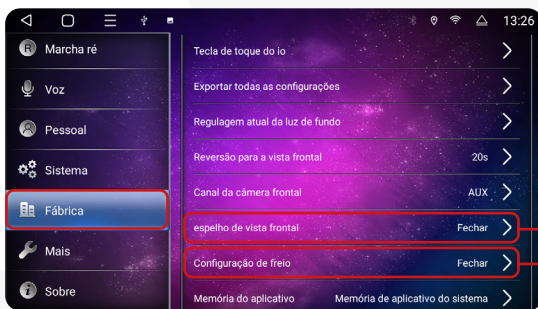 13:26
Marcha ré
Voz
Pessoal
Sistema
Fábrica
Mais
Sobre
Tecla de toque do io
Exportar todas as configurações
Regulagem atual da luz de fundo
Reversão para a vista frontal 20s
Canal da câmera frontal AUX
espelho de vista frontal Fechar
Configuração de freio Fechar
Memória do aplicativo Memória de aplicativo do sistema